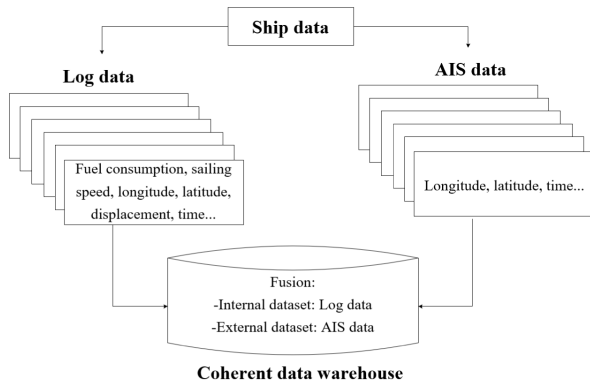 Ship data
Log data
AIS data
Fuel consumption, sailing
speed, longitude, latitude,
displacement, time...
Longitude, latitude, time...
Fusion:
-Internal dataset: Log data
-External dataset: AIS data
Coherent data warehouse